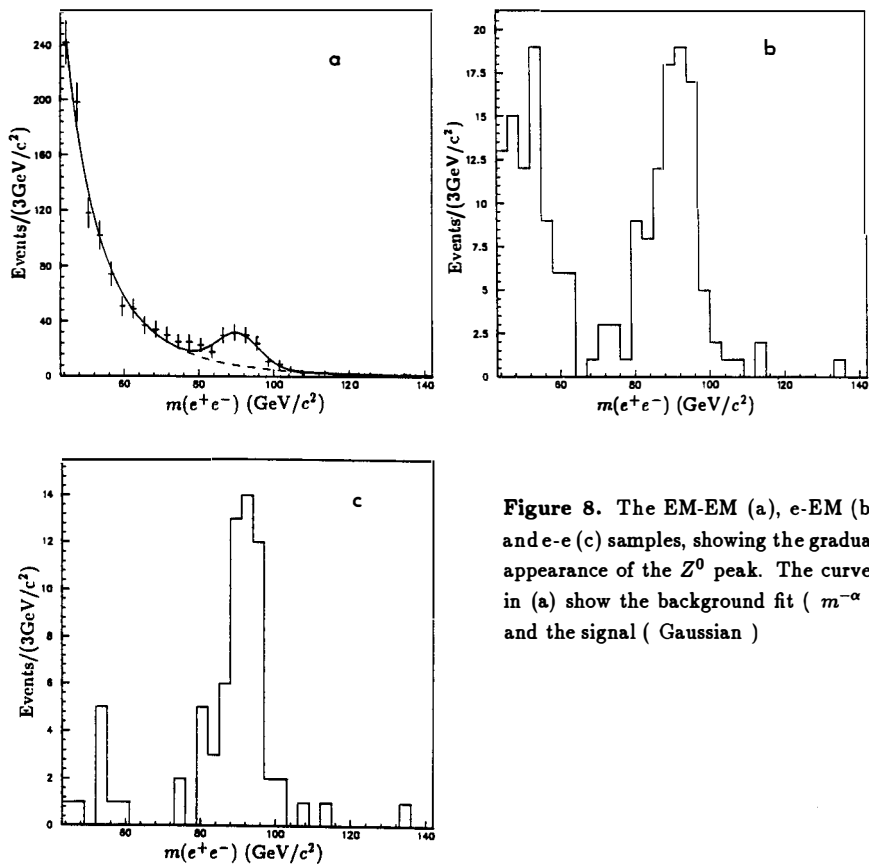 240
200
160
120
80
40
0
Events/(3GeV/c²)
a
60 80 100 120 140
m(e⁺e⁻) (GeV/c²)
20
17.5
15
12.5
10
7.5
5
2.5
0
Events/(3GeV/c²)
b
60 80 100 120 140
m(e⁺e⁻) (GeV/c²)
14
12
10
8
6
4
2
0
Events/(3GeV/c²)
c
60 80 100 120 140
m(e⁺e⁻) (GeV/c²)
Figure 8. The EM-EM (a), e-EM (b
and e-e (c) samples, showing the gradua
appearance of the Z⁰ peak. The curve
in (a) show the background fit ( m⁻ᵅ
and the signal ( Gaussian )